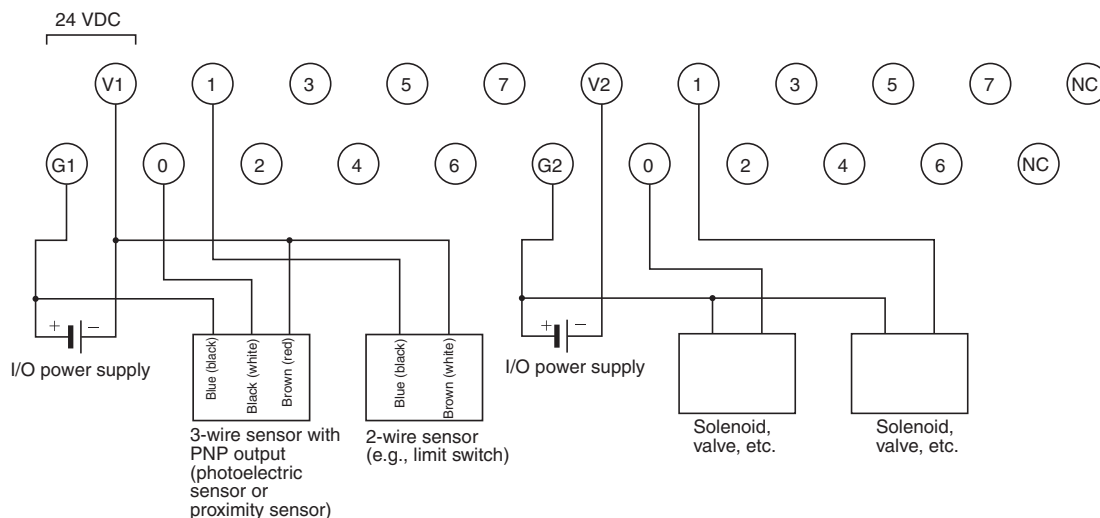 24 VDC
V1 1 3 5 7 V2 1 3 5 7 NC
G1 0 2 4 6 G2 0 2 4 6 NC
+ − + −
I/O power supply
I/O power supply
Blue (black)
Black (white)
Brown (red)
Blue (black)
Brown (white)
3-wire sensor with
PNP output
(photoelectric
sensor or
proximity sensor)
2-wire sensor
(e.g., limit switch)
Solenoid,
valve, etc.
Solenoid,
valve, etc.